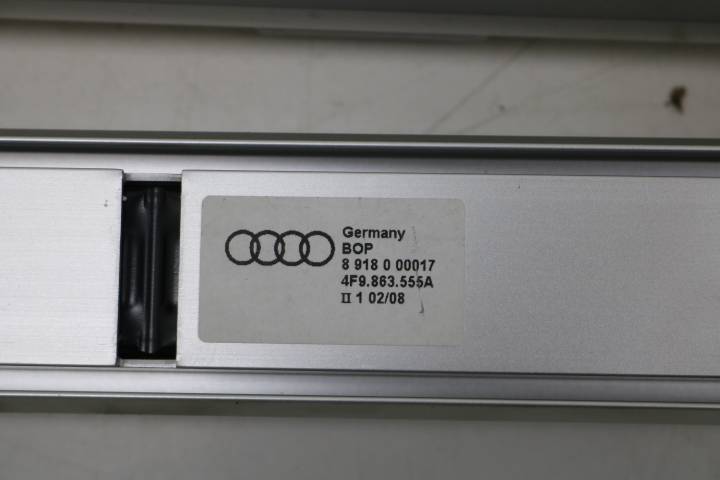 Germany
BOP
8 918 0 00017
4F9.863.555A
II 1 02/08